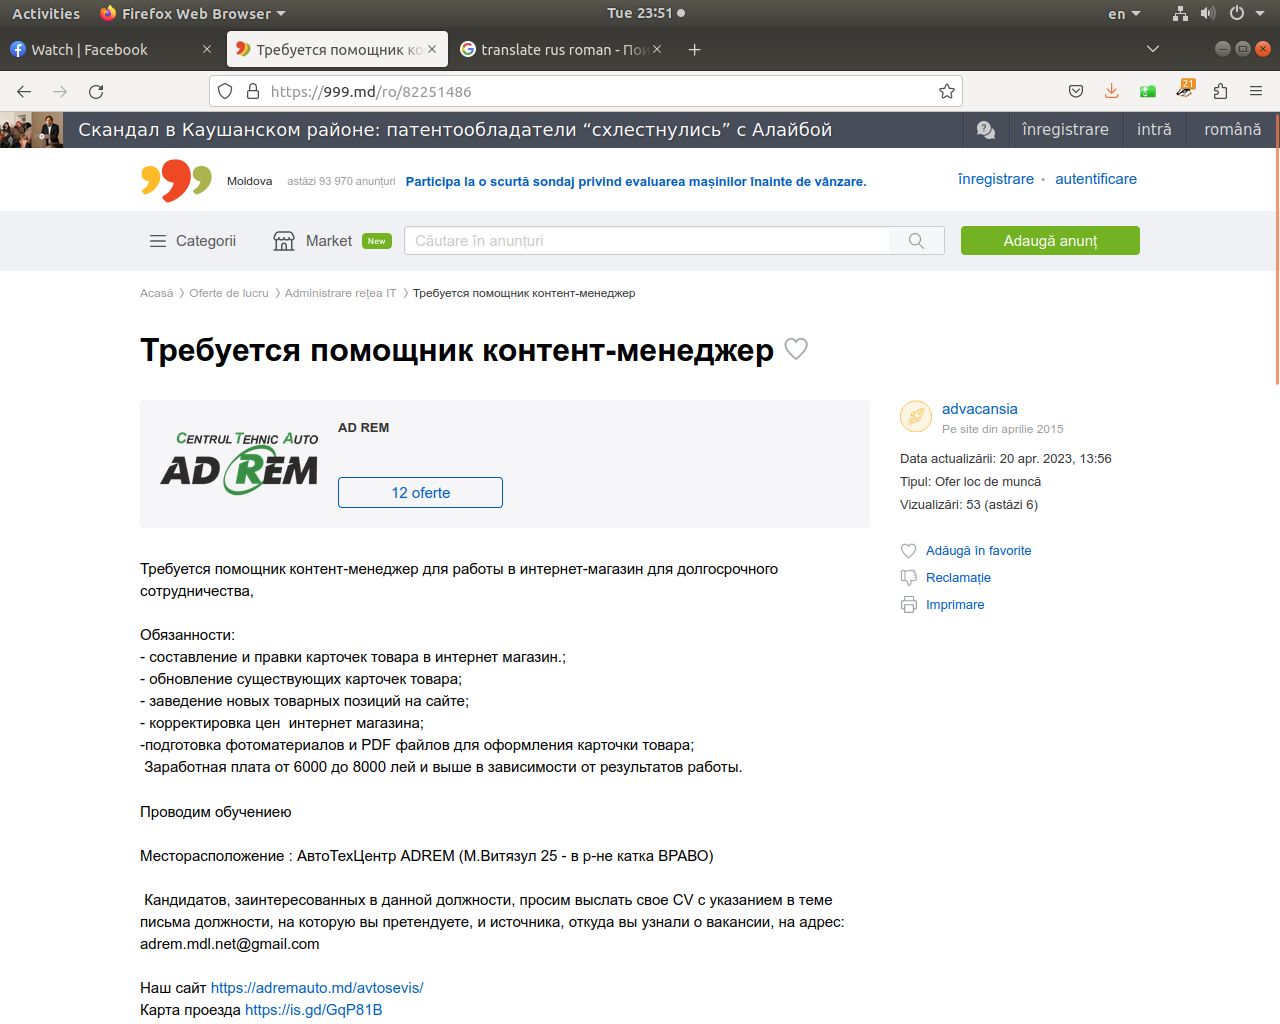 Activities Firefox Web Browser Tue 23:51 en
Watch | Facebook Требуется помощник ко translate rus roman - Пои
https://999.md/ro/82251486 21
Скандал в Каушанском районе: патентообладатели “схлестнулись” с Алайбой înregistrare intră română
Moldova astăzi 93 970 anunțuri Participa la o scurtă sondaj privind evaluarea mașinilor înainte de vânzare. înregistrare • autentificare
Categorii Market New Căutare în anunțuri Adaugă anunț
Acasă Oferte de lucru Administrare rețea IT Требуется помощник контент-менеджер
Требуется помощник контент-менеджер
CENTRUL TEHNIC AUTO
AD REM
AD REM
12 oferte
advacansia
Pe site din aprilie 2015
Data actualizării: 20 apr. 2023, 13:56
Tipul: Ofer loc de muncă
Vizualizări: 53 (astăzi 6)
Adăugă în favorite
Reclamație
Imprimare
Требуется помощник контент-менеджер для работы в интернет-магазин для долгосрочного
сотрудничества,
Обязанности:
- составление и правки карточек товара в интернет магазин.;
- обновление существующих карточек товара;
- заведение новых товарных позиций на сайте;
- корректировка цен  интернет магазина;
-подготовка фотоматериалов и PDF файлов для оформления карточки товара;
Заработная плата от 6000 до 8000 лей и выше в зависимости от результатов работы.
Проводим обучениею
Месторасположение : АвтоТехЦентр ADREM (М.Витязул 25 - в р-не катка ВРАВО)
Кандидатов, заинтересованных в данной должности, просим выслать свое CV с указанием в теме
письма должности, на которую вы претендуете, и источника, откуда вы узнали о вакансии, на адрес:
adrem.mdl.net@gmail.com
Наш сайт https://adremauto.md/avtosevis/
Карта проезда https://is.gd/GqP81B